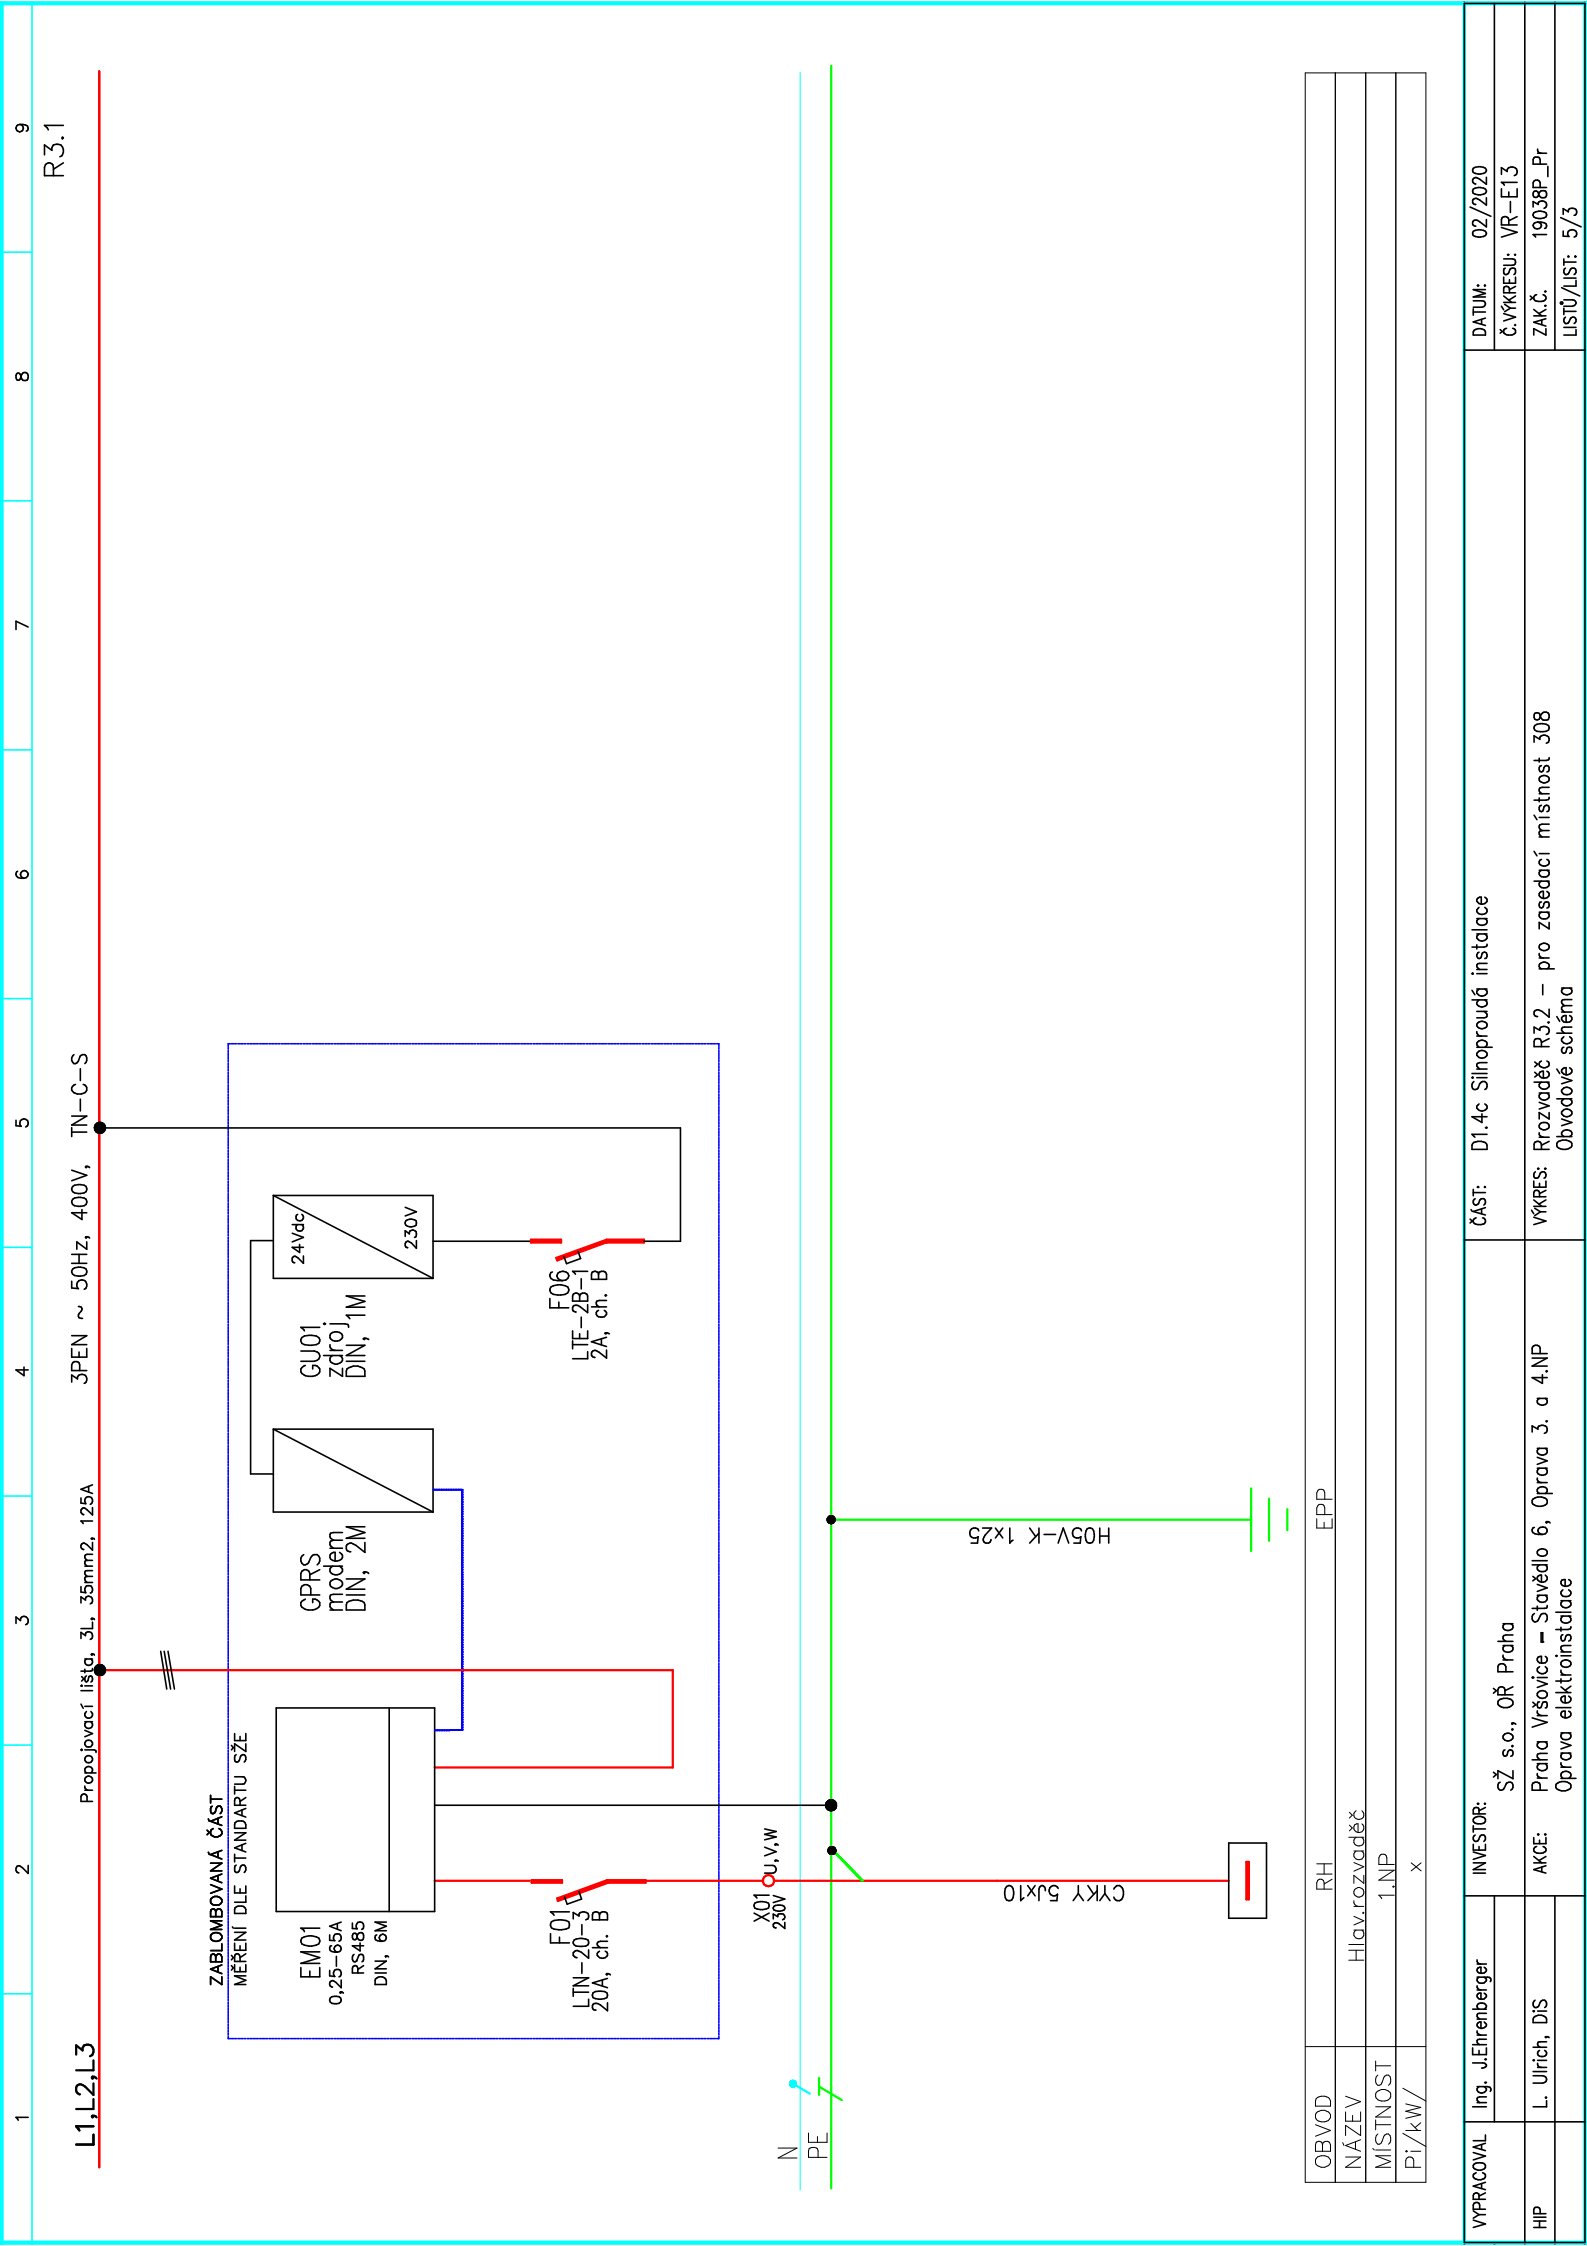 1 2 3 4 5 6 7 8 9
R3.1
L1,L2,L3
Propojovací lišta, 3L, 35mm2, 125A
3PEN ~ 50Hz, 400V, TN-C-S
ZABLOMBOVANÁ ČÁST
MĚŘENÍ DLE STANDARTU SŽE
EM01
0,25-65A
RS485
DIN, 6M
GPRS
modem
DIN, 2M
GU01
zdroj
DIN, 1M
24Vdc
230V
F01
LTN-20-3
20A, ch. B
F06
LTE-2B-1
2A, ch. B
X01
230V
U,V,W
N
PE
CYKY 5Jx10
H05V-K 1x25
OBVOD RH EPP
NÁZEV Hlav.rozvaděč
MÍSTNOST 1.NP
Pi/kW/ x
VYPRACOVAL Ing. J.Ehrenberger
HIP L. Ulrich, DiS
INVESTOR:
SŽ s.o., OŘ Praha
AKCE: Praha Vršovice - Stavědlo 6, Oprava 3. a 4.NP
Oprava elektroinstalace
ČÁST: D1.4c Silnoproudá instalace
VÝKRES: Rrozvaděč R3.2 - pro zasedací místnost 308
Obvodové schéma
DATUM: 02/2020
Č.VÝKRESU: VR-E13
ZAK.Č. 19038P_Pr
LISTŮ/LIST: 5/3